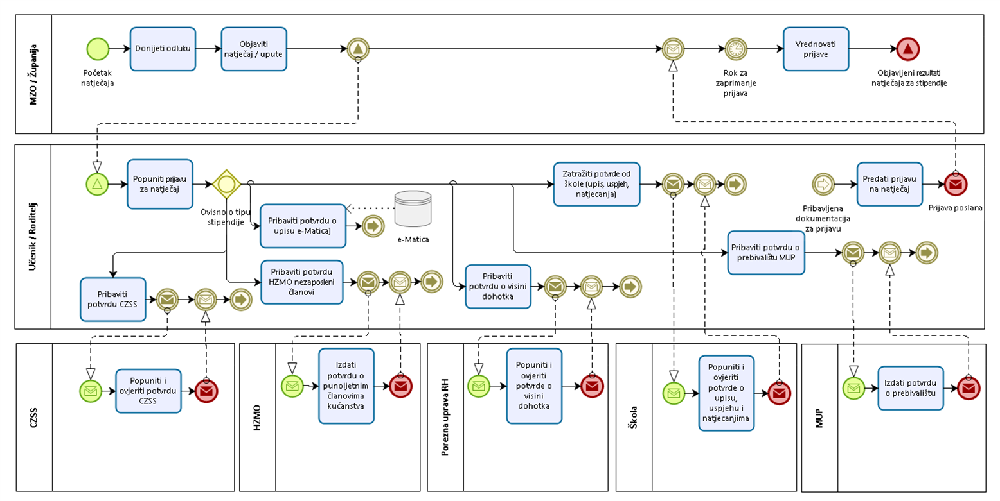 MZO / Županija
Donijeti odluku
Objaviti
natječaj / upute
Vrednovati
prijave
Početak
natječaja
Rok za
zaprimanje
prijava
Objavljeni rezultati
natječaja za stipendije
Učenik / Roditelj
Popuniti prijavu
za natječaj
Ovisno o tipu
stipendije
Pribaviti potvrdu o
upisu e-Matica)
e-Matica
Zatražiti potvrde od
škole (upis, uspjeh,
natjecanja)
Pribavljena
dokumentacija
za prijavu
Predati prijavu
na natječaj
Prijava poslana
Pribaviti potvrdu o
prebivalištu MUP
Pribaviti
potvrdu CZSS
Pribaviti potvrdu
HZMO nezaposleni
članovi
Pribaviti
potvrdu o visini
dohotka
CZSS
Popuniti i
ovjeriti potvrdu
CZSS
HZMO
Izdati
potvrdu o
punoljetnim
članovima
kućanstva
Porezna uprava RH
Popuniti i
ovjeriti
potvrde o
visini
dohotka
Škola
Popuniti i
ovjeriti
potvrde o
upisu,
uspjehu i
natjecanjima
MUP
Izdati potvrdu
o prebivalištu